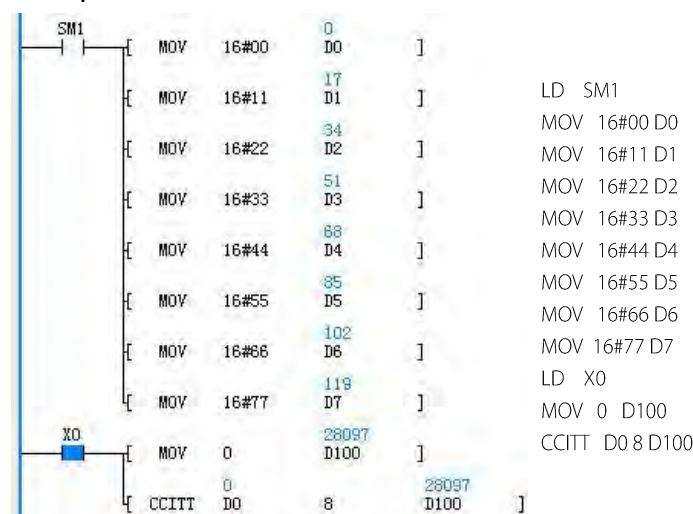 SM1
0
[ MOV 16#00 D0 ]
17
[ MOV 16#11 D1 ]
34
[ MOV 16#22 D2 ]
51
[ MOV 16#33 D3 ]
68
[ MOV 16#44 D4 ]
85
[ MOV 16#55 D5 ]
102
[ MOV 16#66 D6 ]
119
[ MOV 16#77 D7 ]
X0
28097
[ MOV 0 D100 ]
0 28097
[ CCITT D0 8 D100 ]
LD SM1
MOV 16#00 D0
MOV 16#11 D1
MOV 16#22 D2
MOV 16#33 D3
MOV 16#44 D4
MOV 16#55 D5
MOV 16#66 D6
MOV 16#77 D7
LD X0
MOV 0 D100
CCITT D0 8 D100